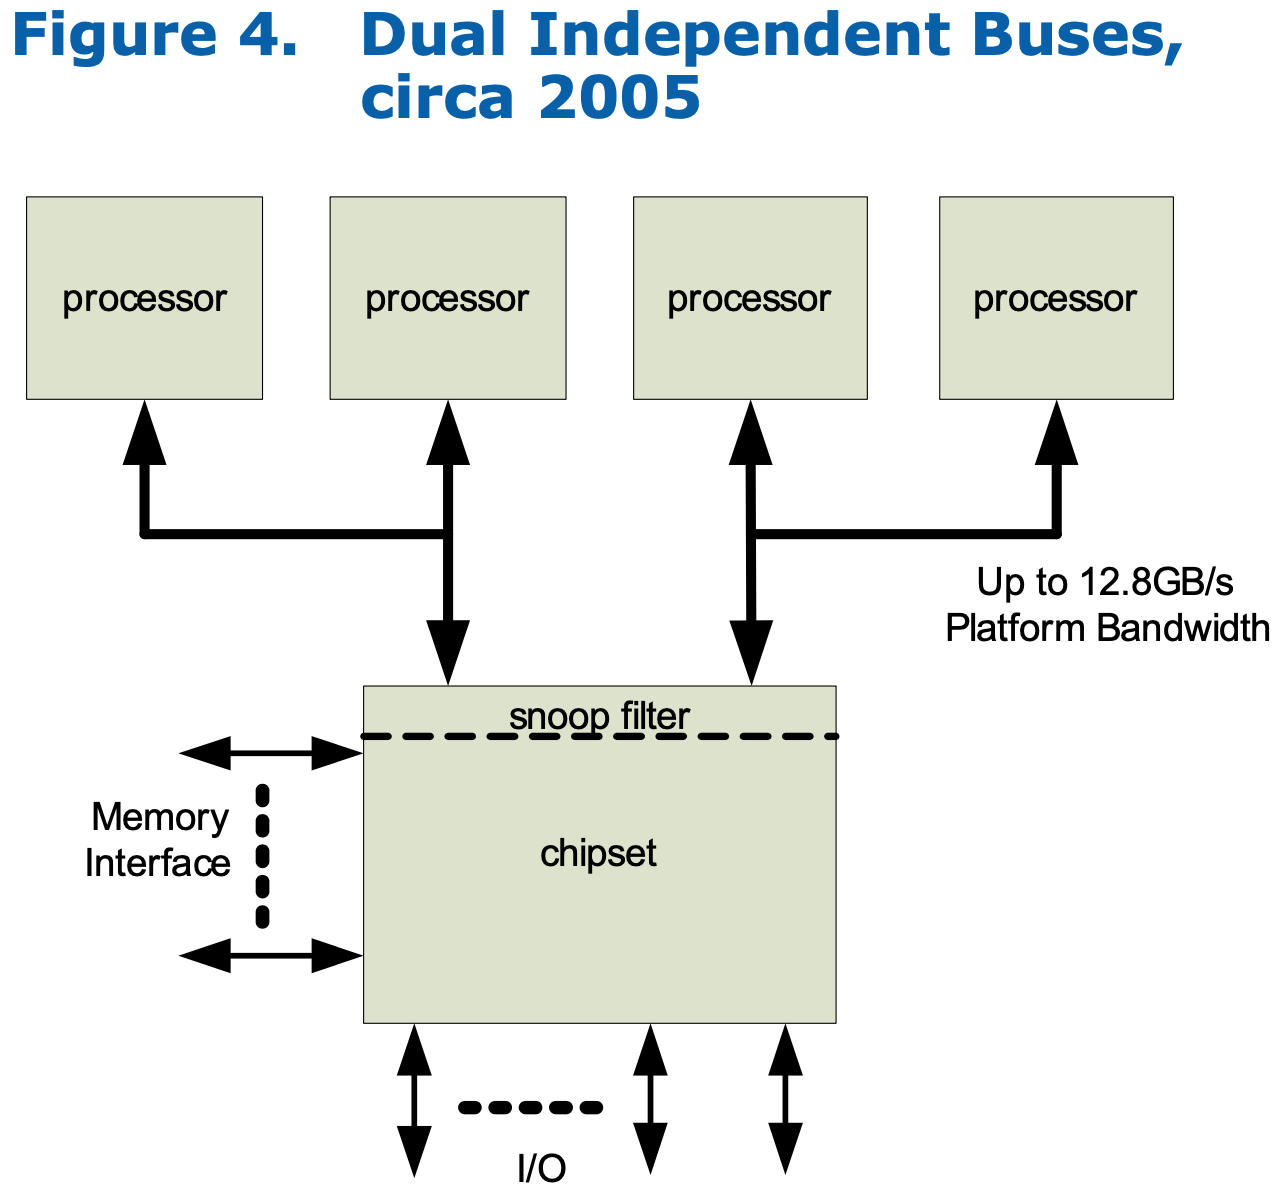 Figure 4. Dual Independent Buses,
circa 2005
processor
processor
processor
processor
Up to 12.8GB/s
Platform Bandwidth
snoop filter
Memory
Interface
chipset
I/O